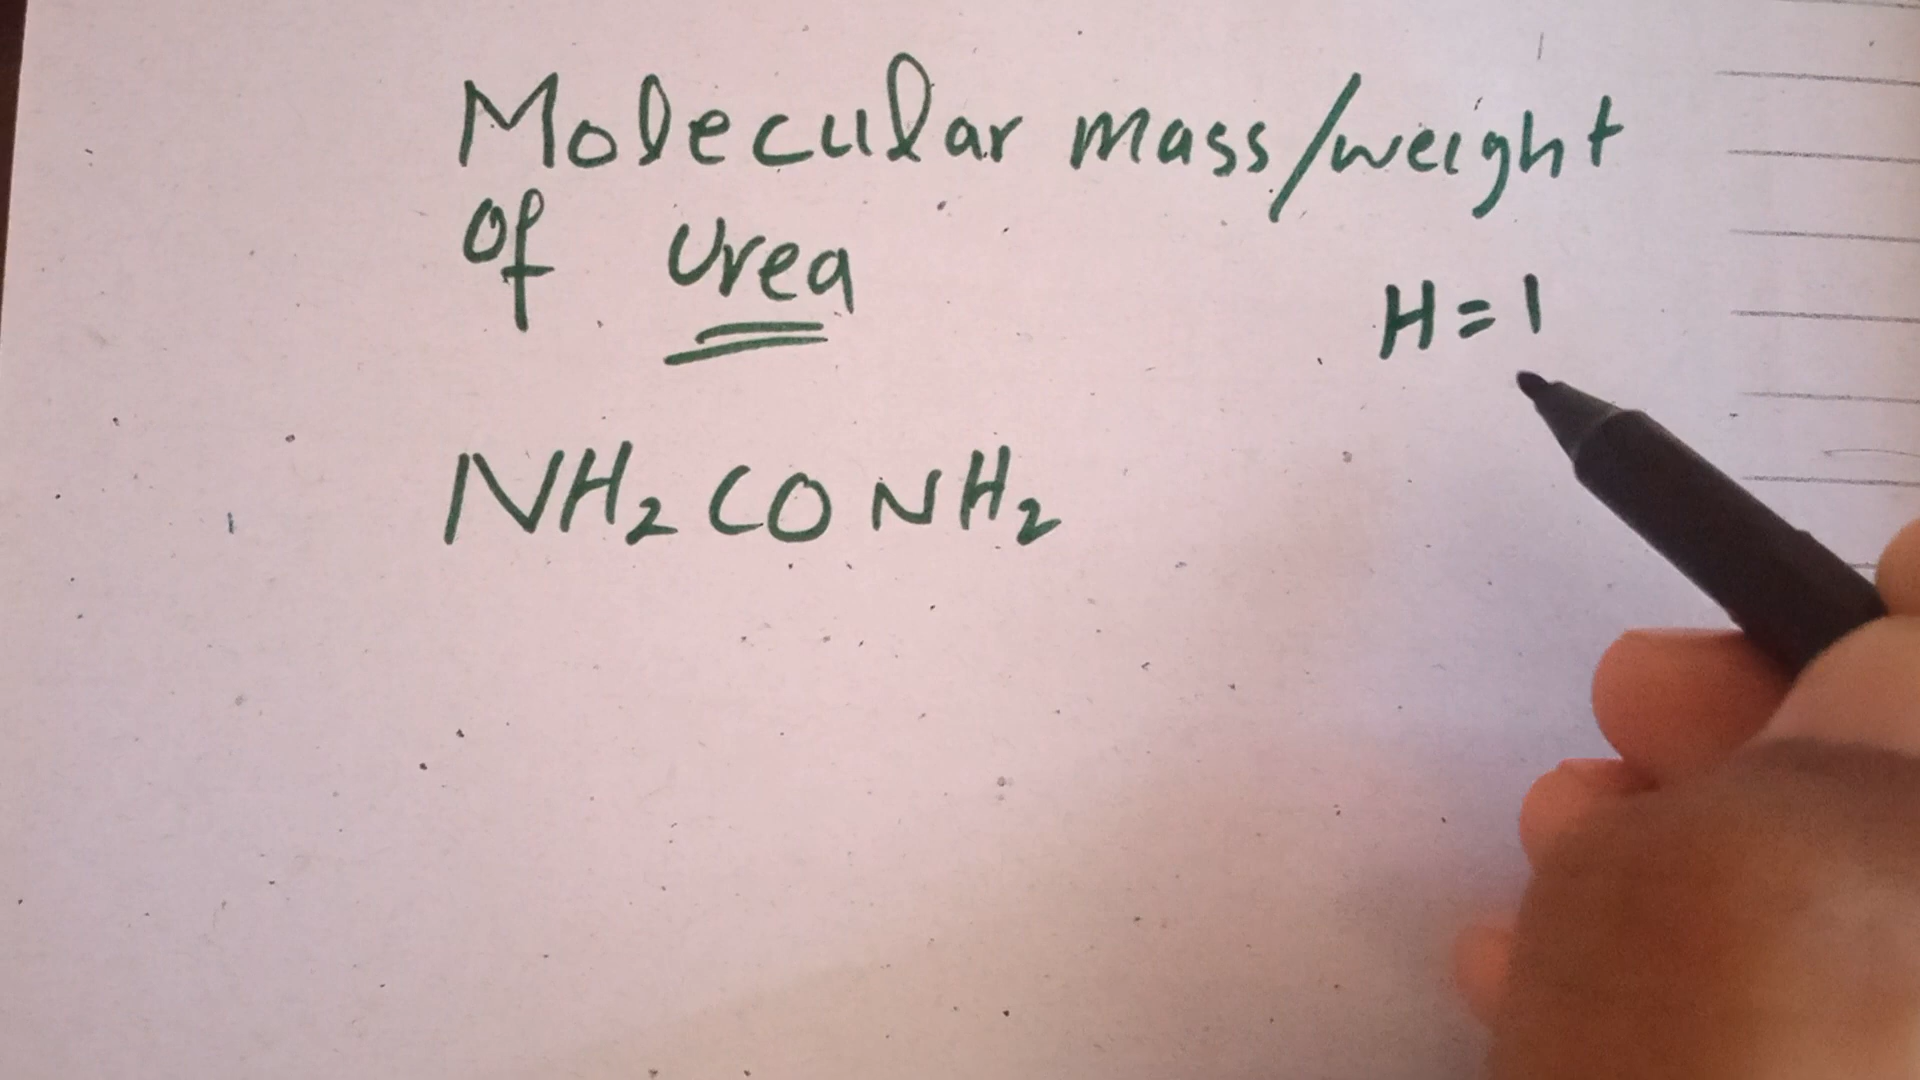 Molecular mass/weight
of Urea
H=1
NH₂CONH₂